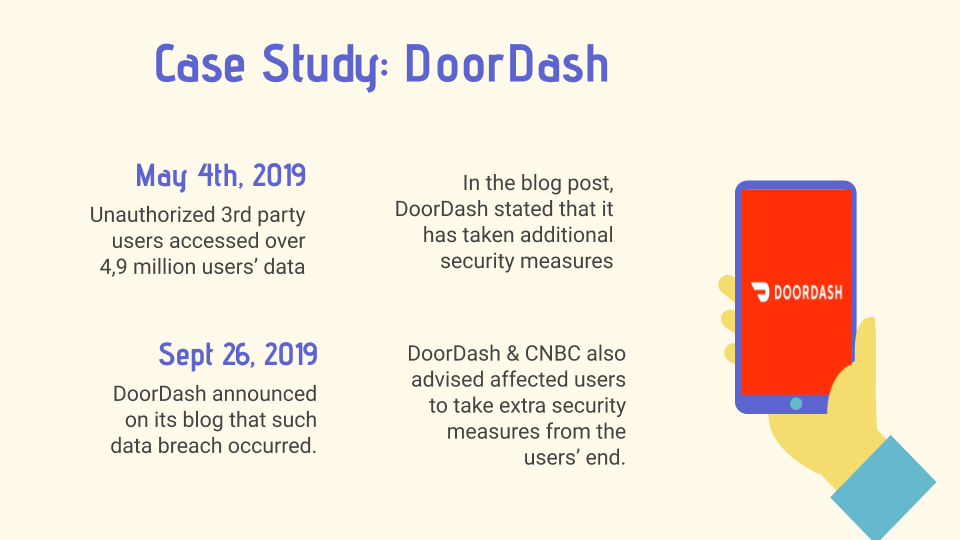 Case Study: DoorDash
May 4th, 2019
Unauthorized 3rd party
users accessed over
4,9 million users’ data
In the blog post,
DoorDash stated that it
has taken additional
security measures
Sept 26, 2019
DoorDash announced
on its blog that such
data breach occurred.
DoorDash & CNBC also
advised affected users
to take extra security
measures from the
users’ end.
DOORDASH